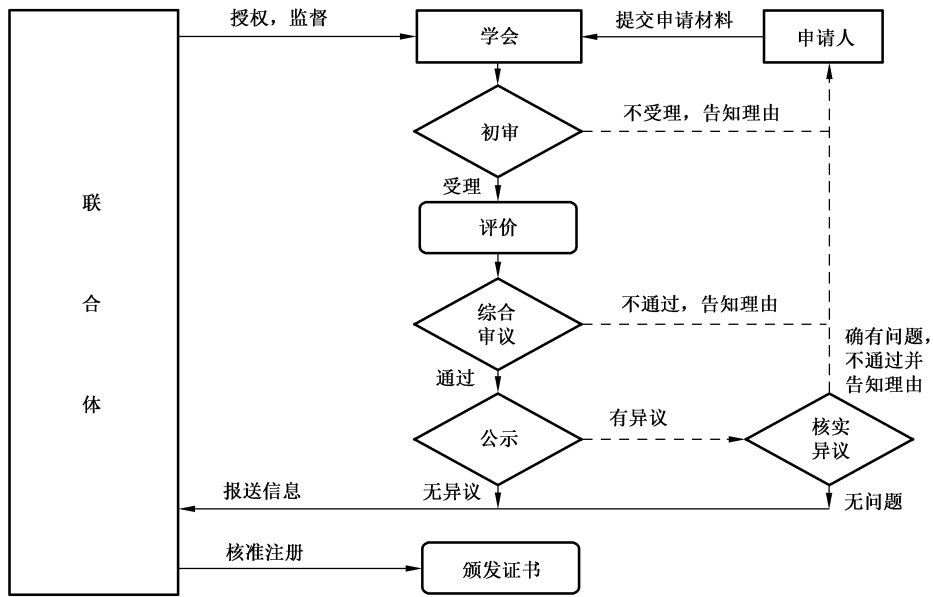 授权，监督
学会
提交申请材料
申请人
初审
不受理，告知理由
受理
联
合
体
评价
综合
审议
不通过，告知理由
确有问题，
不通过并
告知理由
通过
公示
有异议
核实
异议
报送信息
无异议
无问题
核准注册
颁发证书